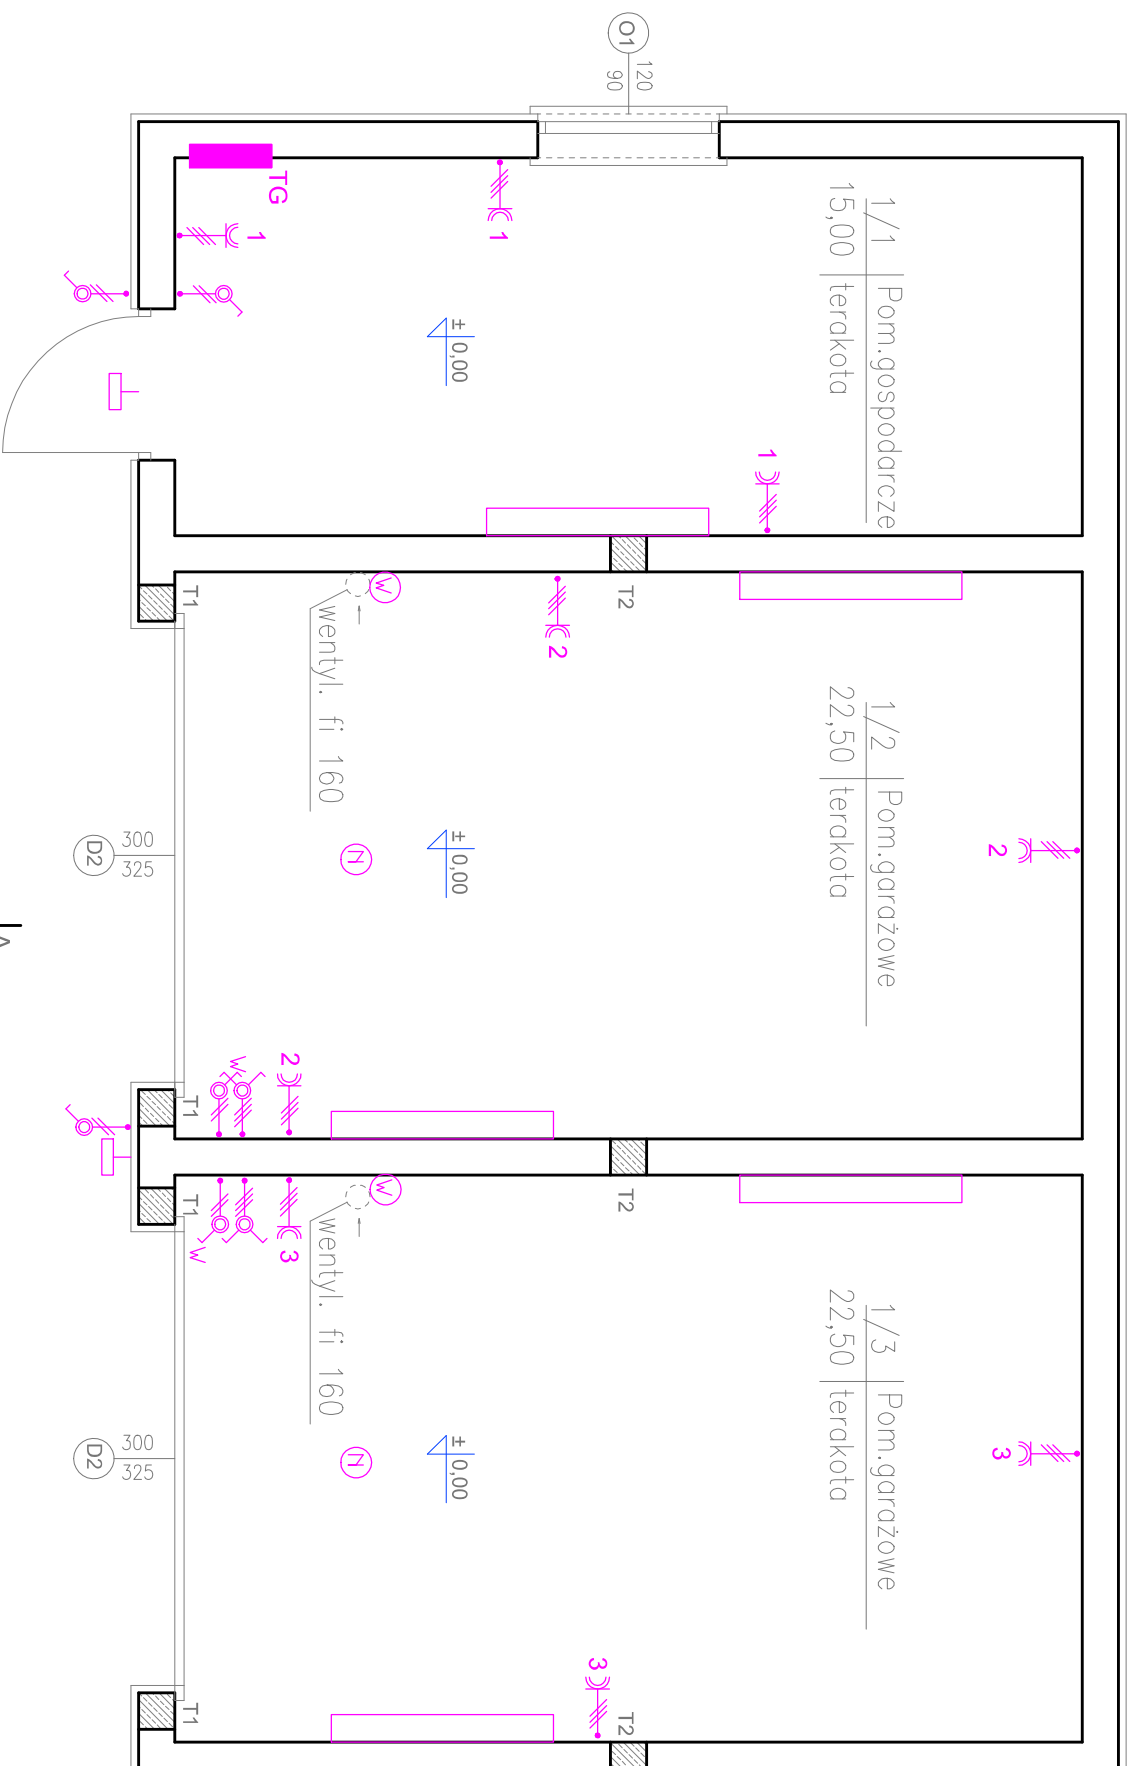 O1
120
90
TG
1
1
1
1/1
Pom.gospodarcze
15,00
terakota
± 0,00
T1
T2
W
2
wentyl. fi 160
1/2
Pom.garażowe
22,50
terakota
± 0,00
N
2
D2
300
325
2
W
T1
T1
T2
W
3
W
wentyl. fi 160
1/3
Pom.garażowe
22,50
terakota
± 0,00
N
3
D2
300
325
3
T1
T2